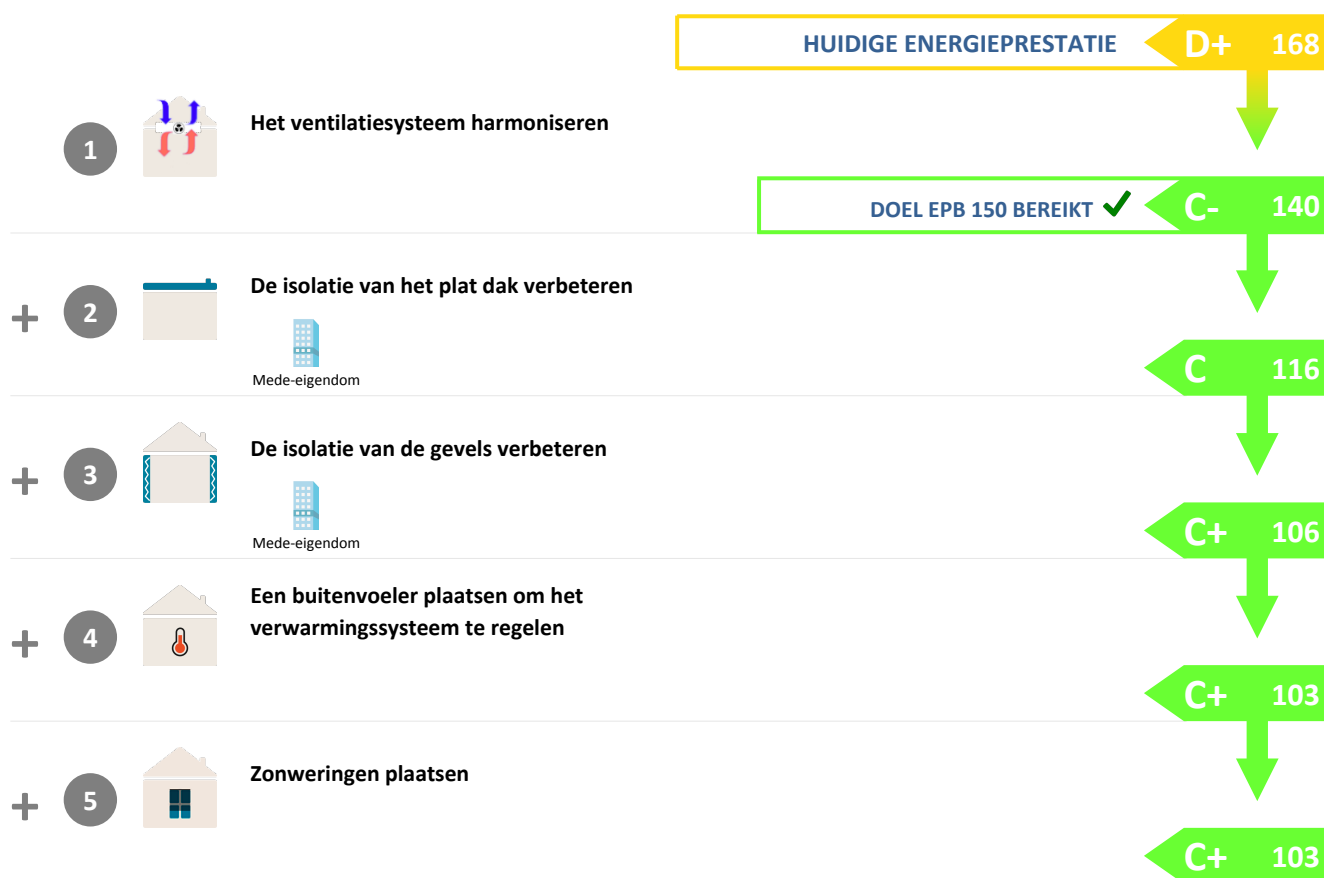 HUIDIGE ENERGIEPRESTATIE D+ 168
1 Het ventilatiesysteem harmoniseren
DOEL EPB 150 BEREIKT ✔ C- 140
+ 2 De isolatie van het plat dak verbeteren
Mede-eigendom
C 116
+ 3 De isolatie van de gevels verbeteren
Mede-eigendom
C+ 106
+ 4 Een buitenvoeler plaatsen om het
verwarmingssysteem te regelen
C+ 103
+ 5 Zonweringen plaatsen
C+ 103